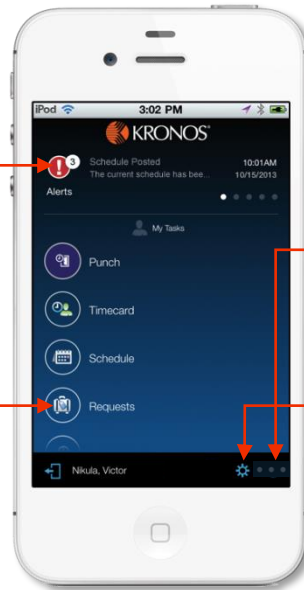 iPod 3:02 PM
KRONOS
3
Schedule Posted 10:01AM
The current schedule has bee... 10/15/2013
Alerts
My Tasks
Punch
Timecard
Schedule
Requests
Nikula, Victor